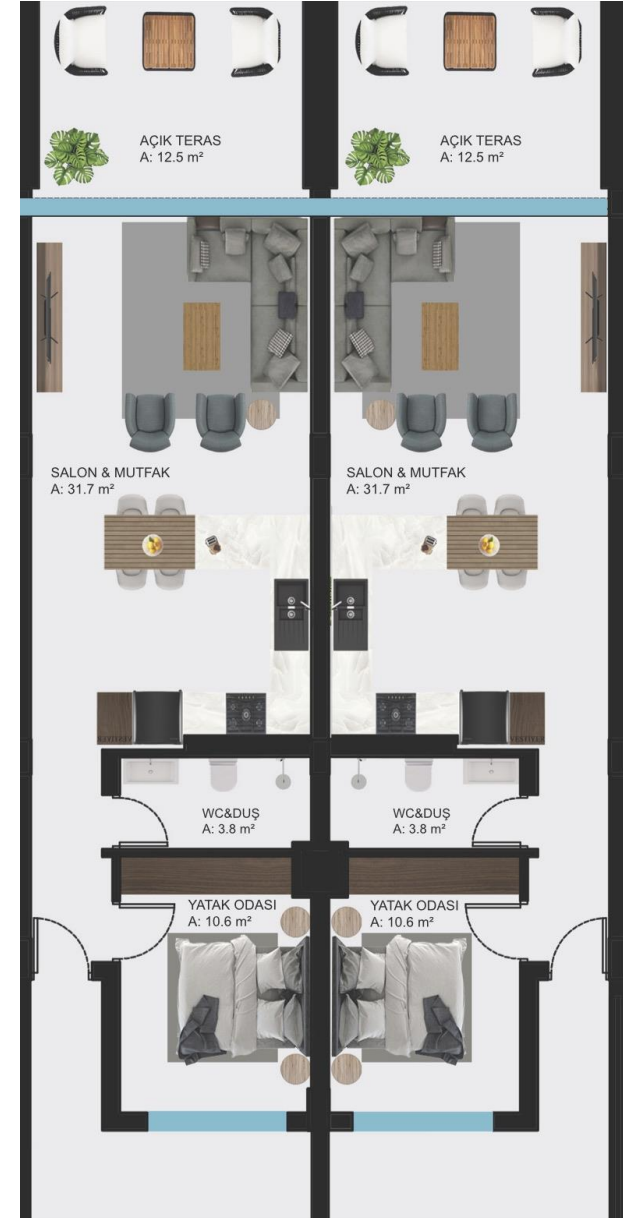 AÇIK TERAS
A: 12.5 m²
AÇIK TERAS
A: 12.5 m²
SALON & MUTFAK
A: 31.7 m²
SALON & MUTFAK
A: 31.7 m²
VESTİYER
WC&DUŞ
A: 3.8 m²
WC&DUŞ
A: 3.8 m²
YATAK ODASI
A: 10.6 m²
YATAK ODASI
A: 10.6 m²